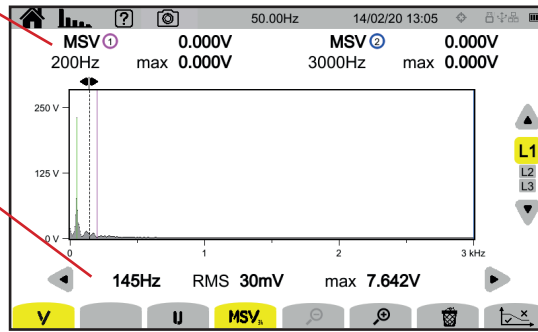 ? 50.00Hz 14/02/20 13:05
MSV 1 0.000V MSV 2 0.000V
200Hz max 0.000V 3000Hz max 0.000V
250 V
125 V
0 V
0 1 2 3 kHz
L1
L2
L3
145Hz RMS 30mV max 7.642V
V U MSV